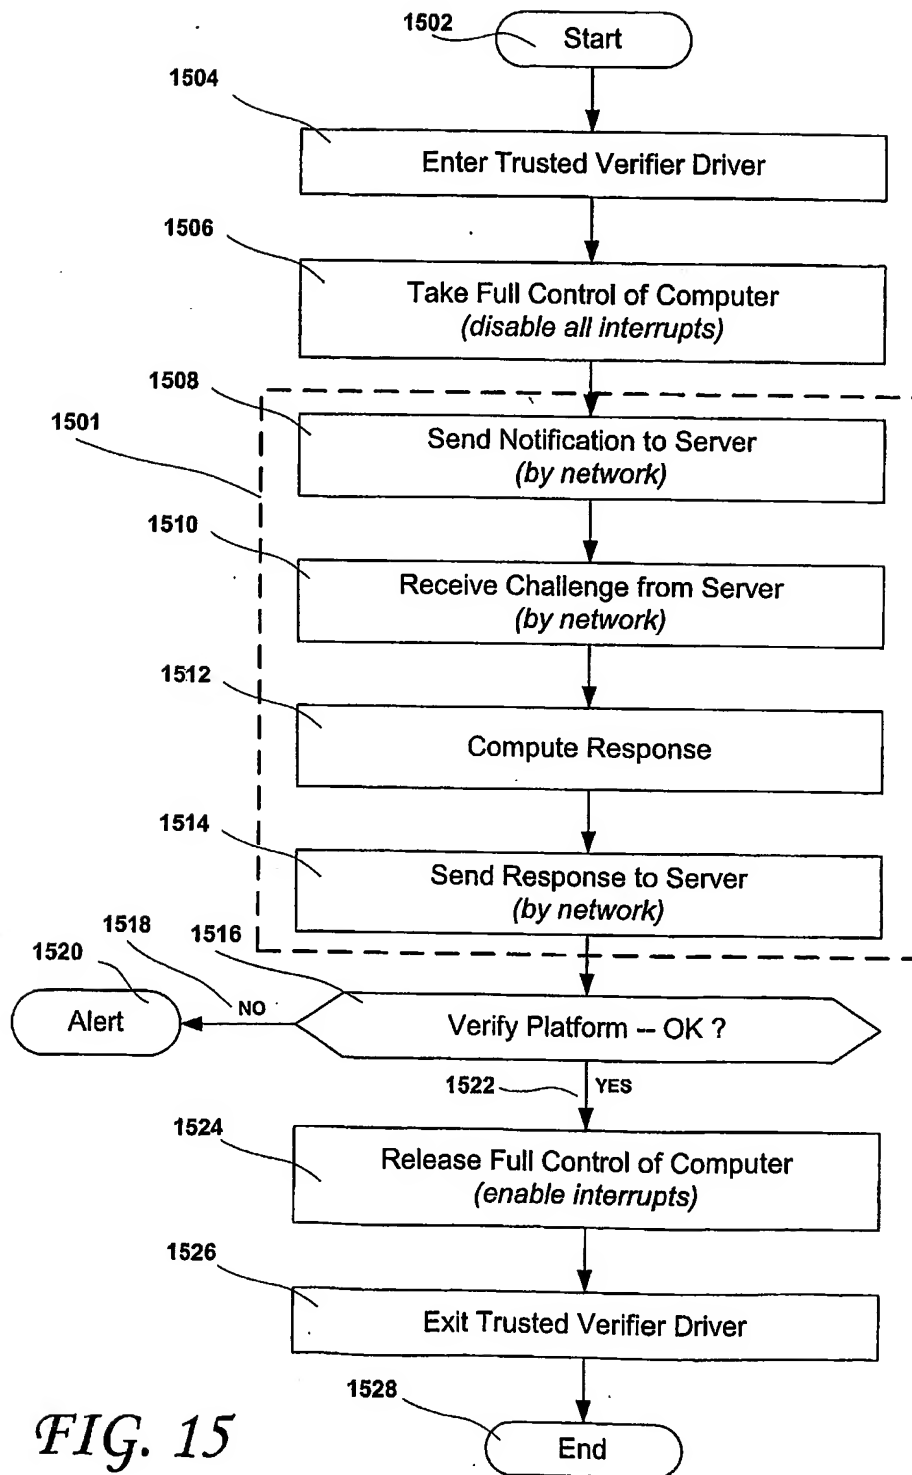 1502
Start
1504
Enter Trusted Verifier Driver
1506
Take Full Control of Computer
(disable all interrupts)
1508
1501
Send Notification to Server
(by network)
1510
Receive Challenge from Server
(by network)
1512
Compute Response
1514
Send Response to Server
(by network)
1518
1516
1520
NO
Alert
Verify Platform -- OK ?
1522
YES
1524
Release Full Control of Computer
(enable interrupts)
1526
Exit Trusted Verifier Driver
1528
End
FIG. 15